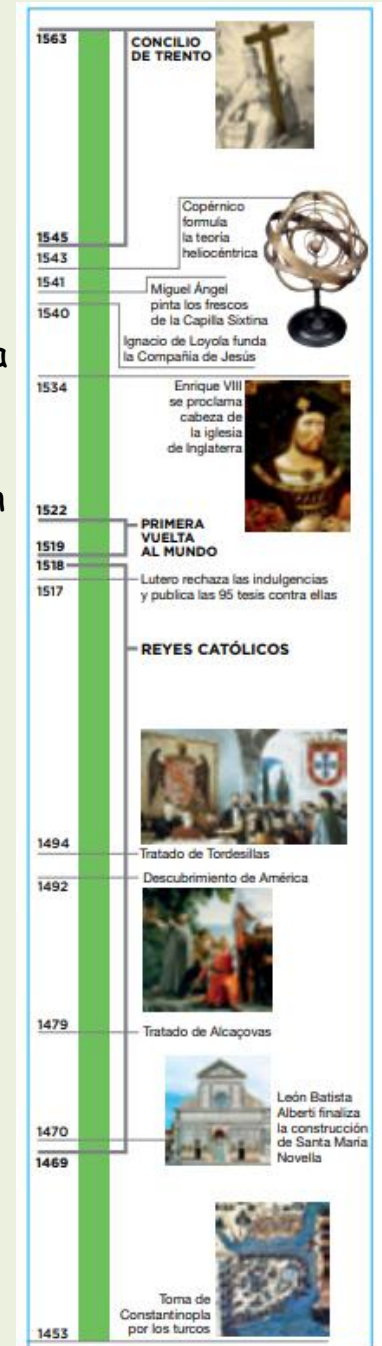 1563
CONCILIO
DE TRENTO
Copérnico
formula
la teoría
heliocéntrica
1545
1543
1541
Miguel Ángel
pinta los frescos
de la Capilla Sixtina
1540
Ignacio de Loyola funda
la Compañía de Jesús
a
1534
Enrique VIII
se proclama
cabeza de
la iglesia
de Inglaterra
1522
PRIMERA
VUELTA
AL MUNDO
1519
1518
1517
Lutero rechaza las indulgencias
y publica las 95 tesis contra ellas
REYES CATÓLICOS
1494
Tratado de Tordesillas
1492
Descubrimiento de América
1479
Tratado de Alcaçovas
León Batista
Alberti finaliza
la construcción
de Santa María
Novella
1470
1469
Toma de
Constantinopla
por los turcos
1453